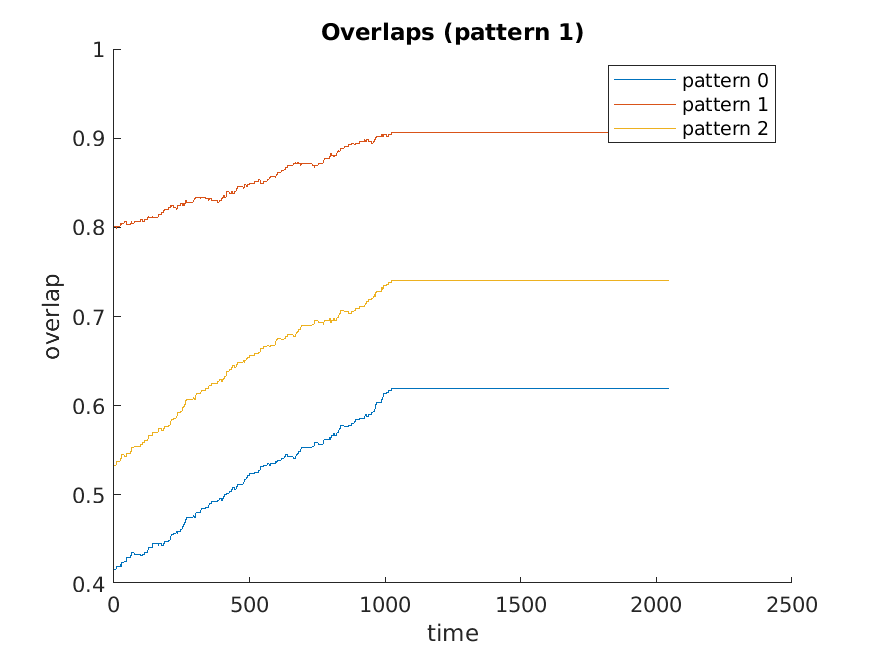 Overlaps (pattern 1)
pattern 0
pattern 1
pattern 2
1
0.9
0.8
0.7
0.6
0.5
0.4
overlap
0
500
1000
1500
2000
2500
time